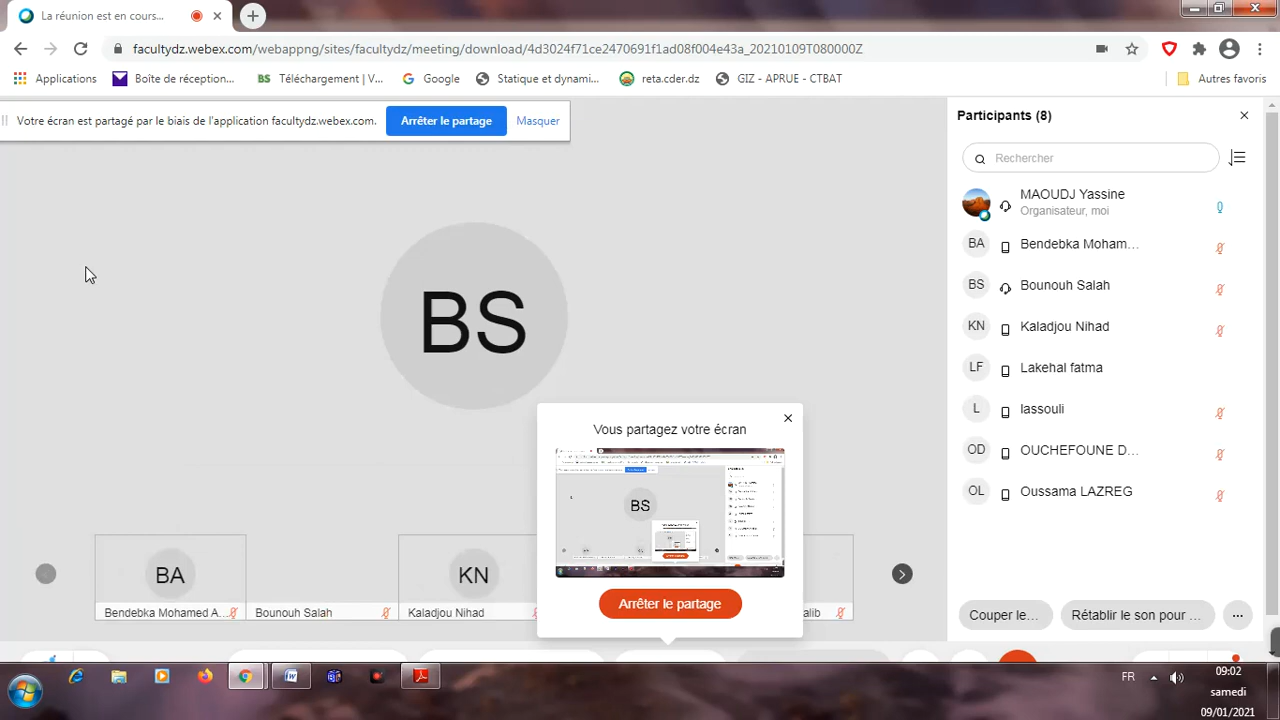 La réunion est en cours...
facultydz.webex.com/webappng/sites/facultydz/meeting/download/4d3024f71ce2470691f1ad08f004e43a_20210109T080000Z
Applications
Boîte de réception...
BS Téléchargement | V...
Google
Statique et dynami...
reta.cder.dz
GIZ - APRUE - CTBAT
Autres favoris
Votre écran est partagé par le biais de l'application facultydz.webex.com.
Arrêter le partage
Masquer
Participants (8)
Rechercher
MAOUDJ Yassine
Organisateur, moi
BA Bendebka Moham...
BS Bounouh Salah
KN Kaladjou Nihad
LF Lakehal fatma
L lassouli
OD OUCHEFOUNE D...
OL Oussama LAZREG
BS
Vous partagez votre écran
BS
Arrêter le partage
BA
KN
Bendebka Mohamed A...
Bounouh Salah
Kaladjou Nihad
alib
Couper le...
Rétablir le son pour ...
FR
09:02
samedi
09/01/2021